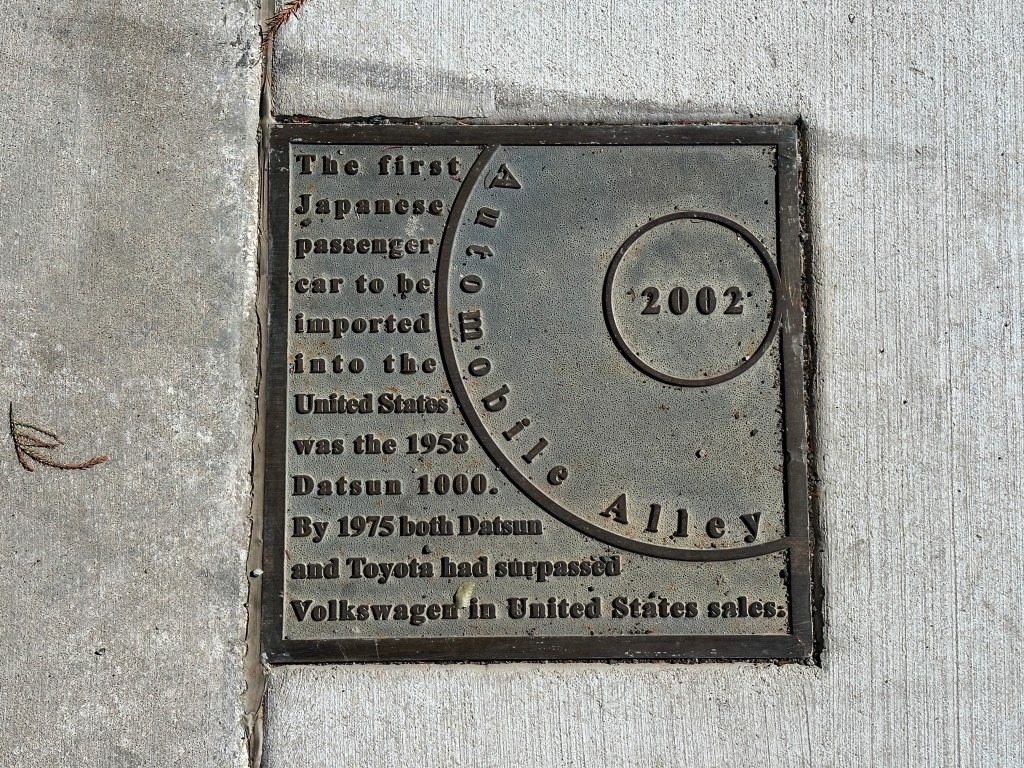 The first
Japanese
passenger
car to be
imported
into the
United States
was the 1958
Datsun 1000.
By 1975 both Datsun
and Toyota had surpassed
Volkswagen in United States sales.
Automobile Alley
2002